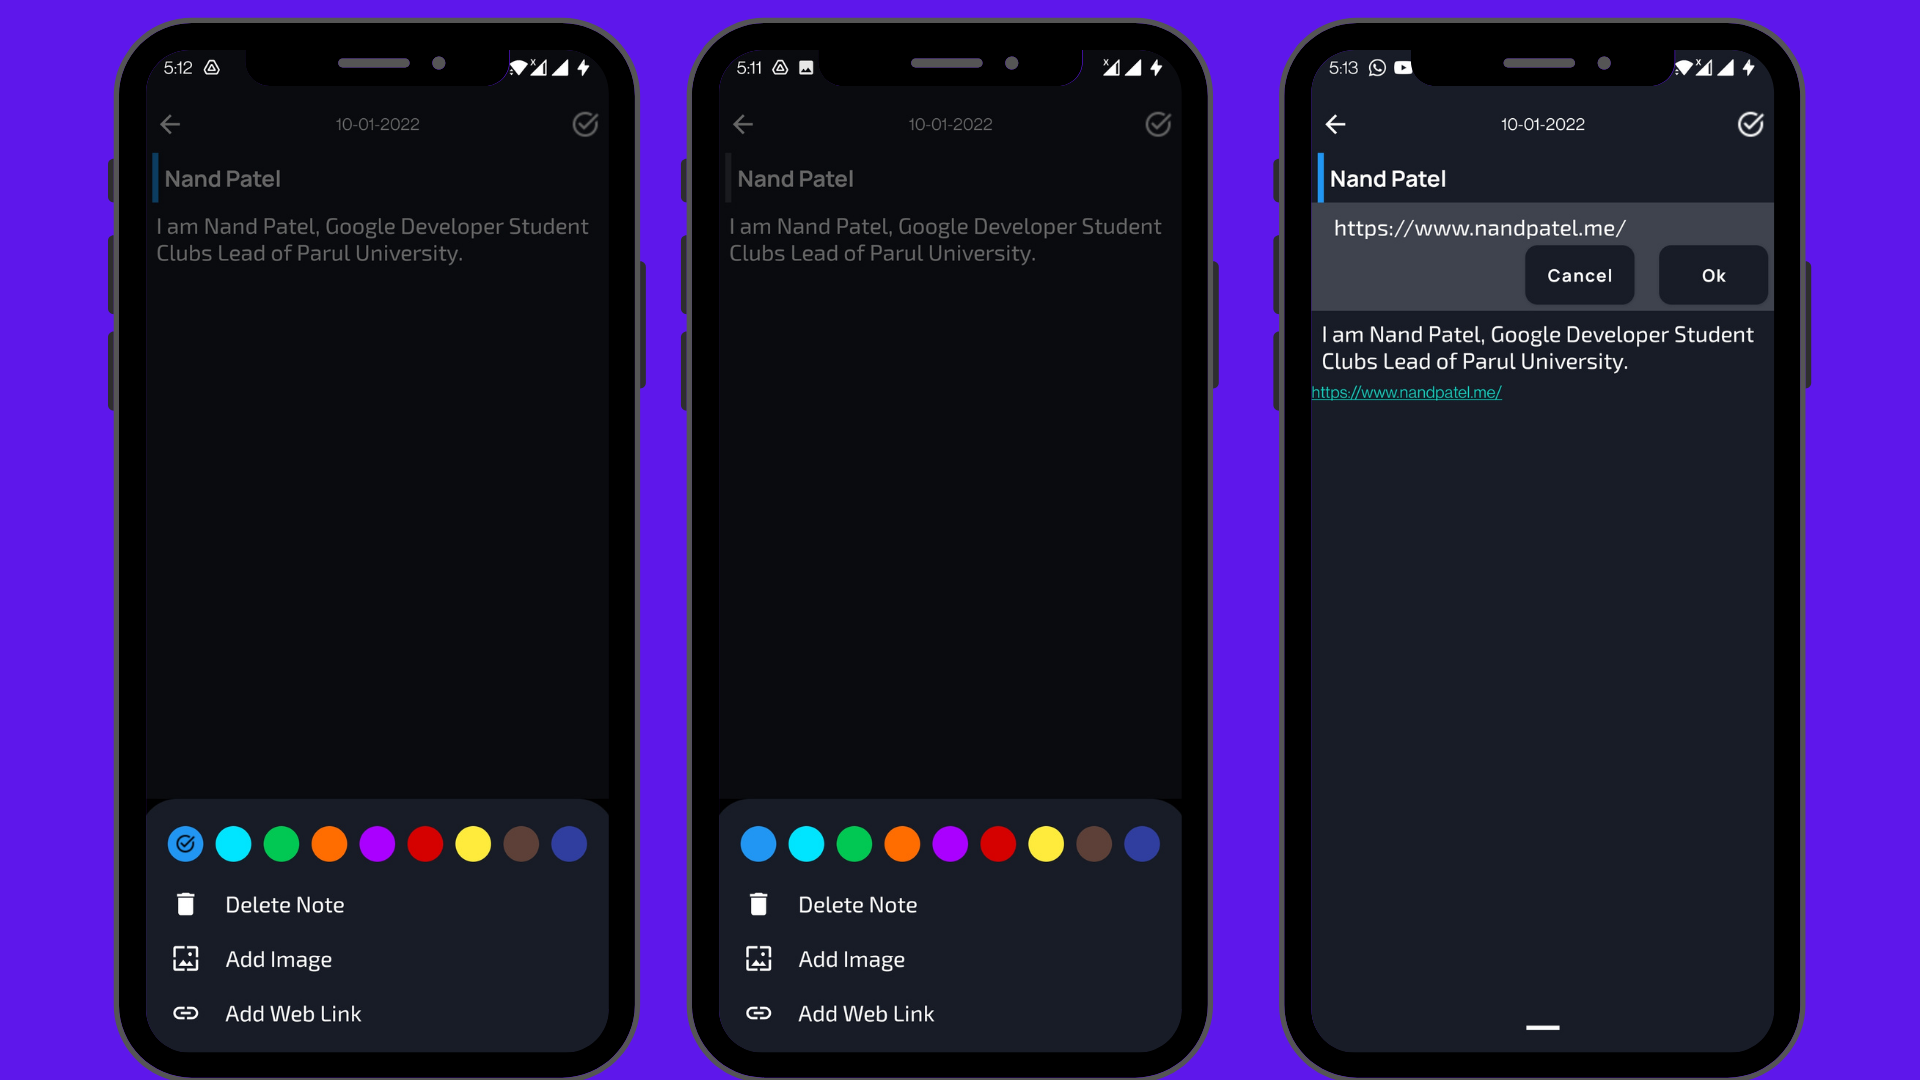 5:12
10-01-2022
Nand Patel
I am Nand Patel, Google Developer Student
Clubs Lead of Parul University.
Delete Note
Add Image
Add Web Link
5:11
10-01-2022
Nand Patel
I am Nand Patel, Google Developer Student
Clubs Lead of Parul University.
Delete Note
Add Image
Add Web Link
5:13
10-01-2022
Nand Patel
https://www.nandpatel.me/
Cancel Ok
I am Nand Patel, Google Developer Student
Clubs Lead of Parul University.
https://www.nandpatel.me/